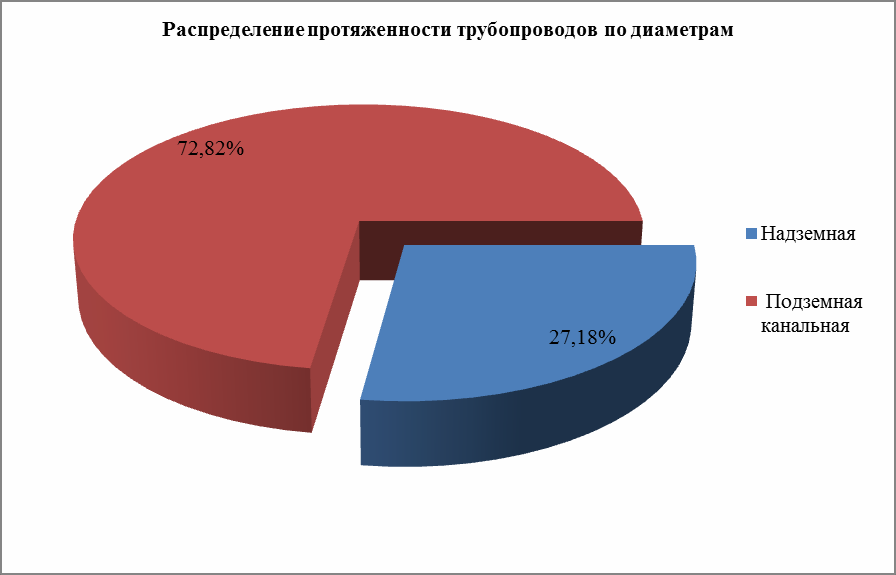 Распределение протяженности трубопроводов по диаметрам
72,82%
Надземная
Подземная
канальная
27,18%